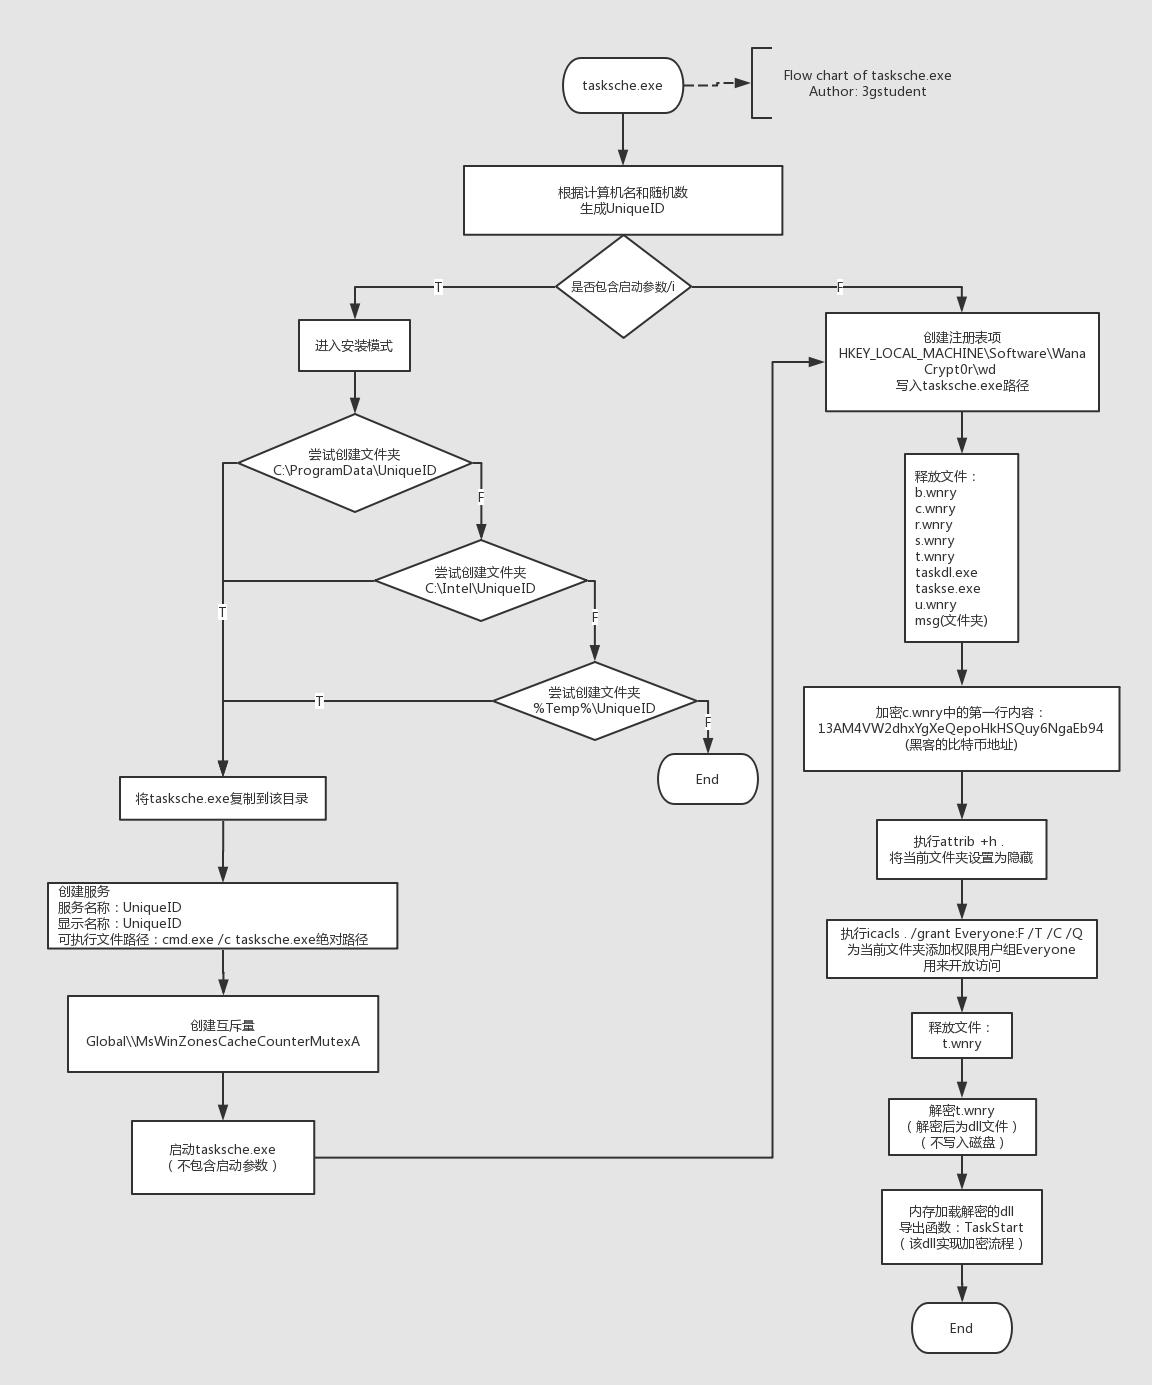 tasksche.exe
Flow chart of tasksche.exe
Author: 3gstudent
根据计算机名和随机数
生成UniqueID
是否包含启动参数/i
T
F
进入安装模式
创建注册表项
HKEY_LOCAL_MACHINE\Software\Wana
Crypt0r\wd
写入tasksche.exe路径
尝试创建文件夹
C:\ProgramData\UniqueID
F
尝试创建文件夹
C:\Intel\UniqueID
T
F
尝试创建文件夹
%Temp%\UniqueID
T
F
End
将tasksche.exe复制到该目录
创建服务
服务名称：UniqueID
显示名称：UniqueID
可执行文件路径：cmd.exe /c tasksche.exe绝对路径
创建互斥量
Global\\MsWinZonesCacheCounterMutexA
启动tasksche.exe
（不包含启动参数）
释放文件：
b.wnry
c.wnry
r.wnry
s.wnry
t.wnry
taskdl.exe
taskse.exe
u.wnry
msg(文件夹)
加密c.wnry中的第一行内容：
13AM4VW2dhxYgXeQepoHkHSQuy6NgaEb94
(黑客的比特币地址)
执行attrib +h .
将当前文件夹设置为隐藏
执行icacls . /grant Everyone:F /T /C /Q
为当前文件夹添加权限用户组Everyone
用来开放访问
释放文件：
t.wnry
解密t.wnry
（解密后为dll文件）
（不写入磁盘）
内存加载解密的dll
导出函数：TaskStart
（该dll实现加密流程）
End